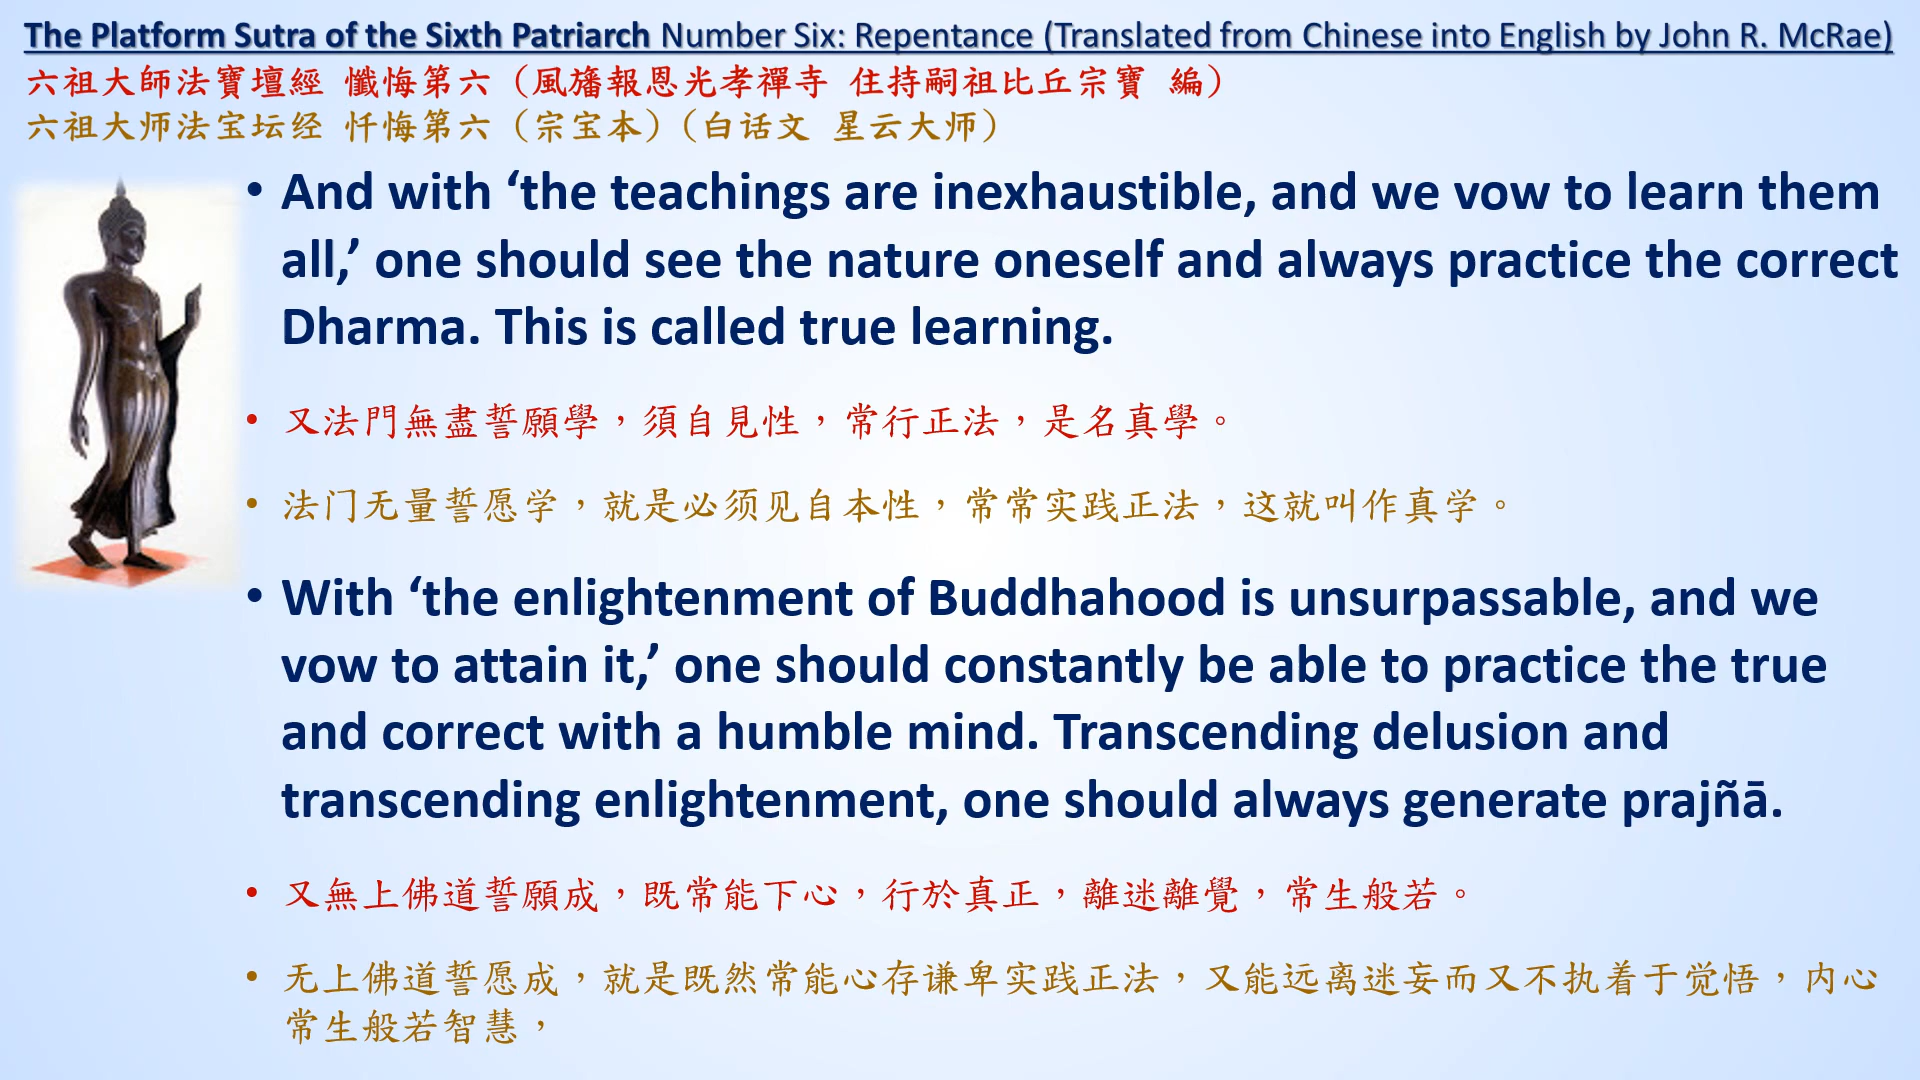 The Platform Sutra of the Sixth Patriarch Number Six: Repentance (Translated from Chinese into English by John R. McRae)
六祖大師法寶壇經 懺悔第六（風旛報恩光孝禪寺 住持嗣祖比丘宗寶 編）
六祖大师法宝坛经 忏悔第六（宗宝本）（白话文 星云大师）
• And with ‘the teachings are inexhaustible, and we vow to learn them
all,’ one should see the nature oneself and always practice the correct
Dharma. This is called true learning.
• 又法門無盡誓願學，須自見性，常行正法，是名真學。
• 法门无量誓愿学，就是必须见自本性，常常实践正法，这就叫作真学。
• With ‘the enlightenment of Buddhahood is unsurpassable, and we
vow to attain it,’ one should constantly be able to practice the true
and correct with a humble mind. Transcending delusion and
transcending enlightenment, one should always generate prajñā.
• 又無上佛道誓願成，既常能下心，行於真正，離迷離覺，常生般若。
• 无上佛道誓愿成，就是既然常能心存谦卑实践正法，又能远离迷妄而又不执着于觉悟，内心
常生般若智慧，